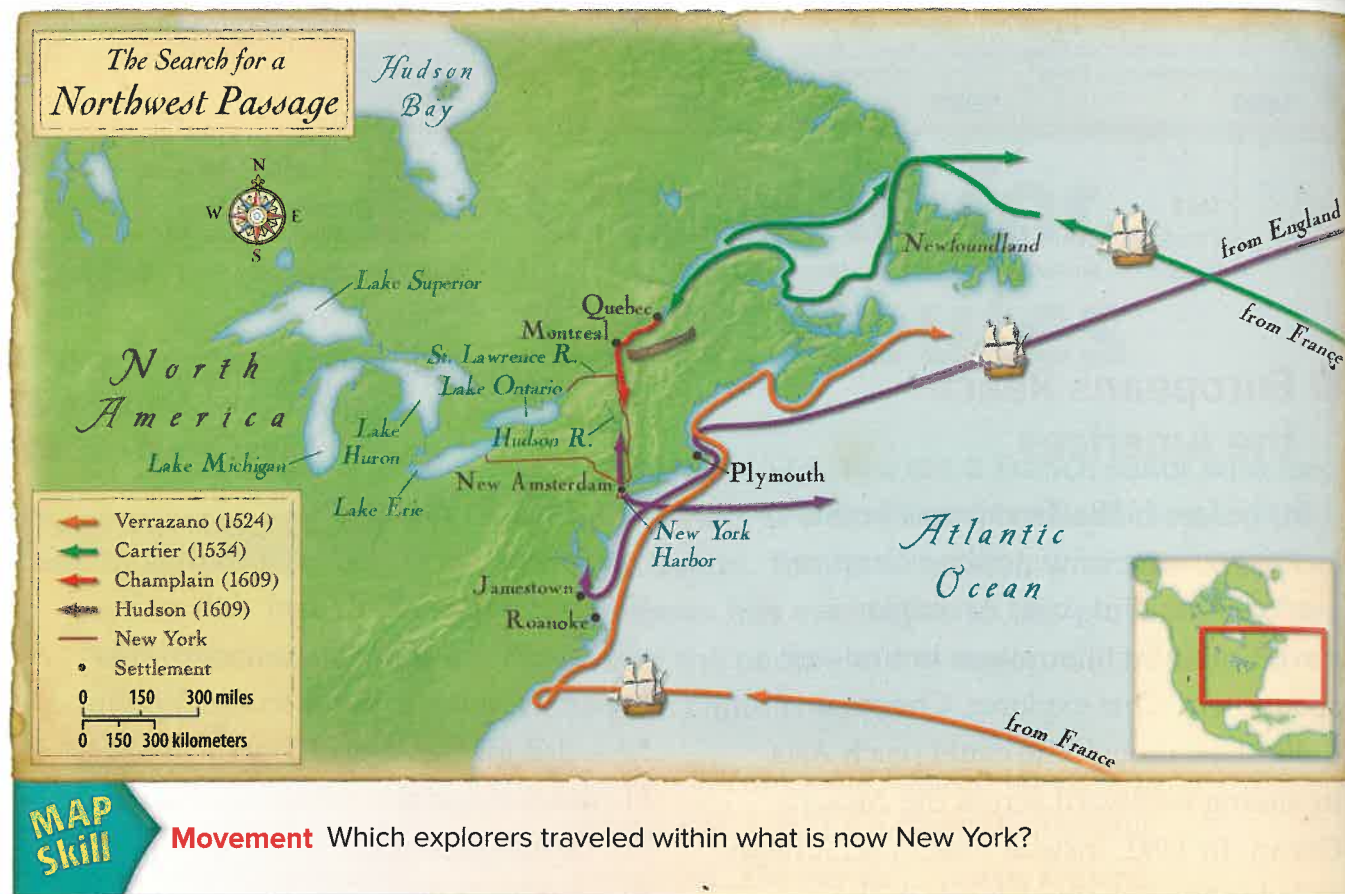 The Search for a
Northwest Passage
Hudson
Bay
N
W
E
S
Newfoundland
from England
from France
Lake Superior
Quebec
Montreal
St. Lawrence R.
Lake Ontario
North
America
Lake
Huron
Hudson R.
Lake Michigan
New Amsterdam
Plymouth
Lake Erie
New York
Harbor
Atlantic
Ocean
Jamestown
Roanoke
Verrazano (1524)
Cartier (1534)
Champlain (1609)
Hudson (1609)
New York
Settlement
0 150 300 miles
0 150 300 kilometers
from France
MAP
Skill
Movement Which explorers traveled within what is now New York?